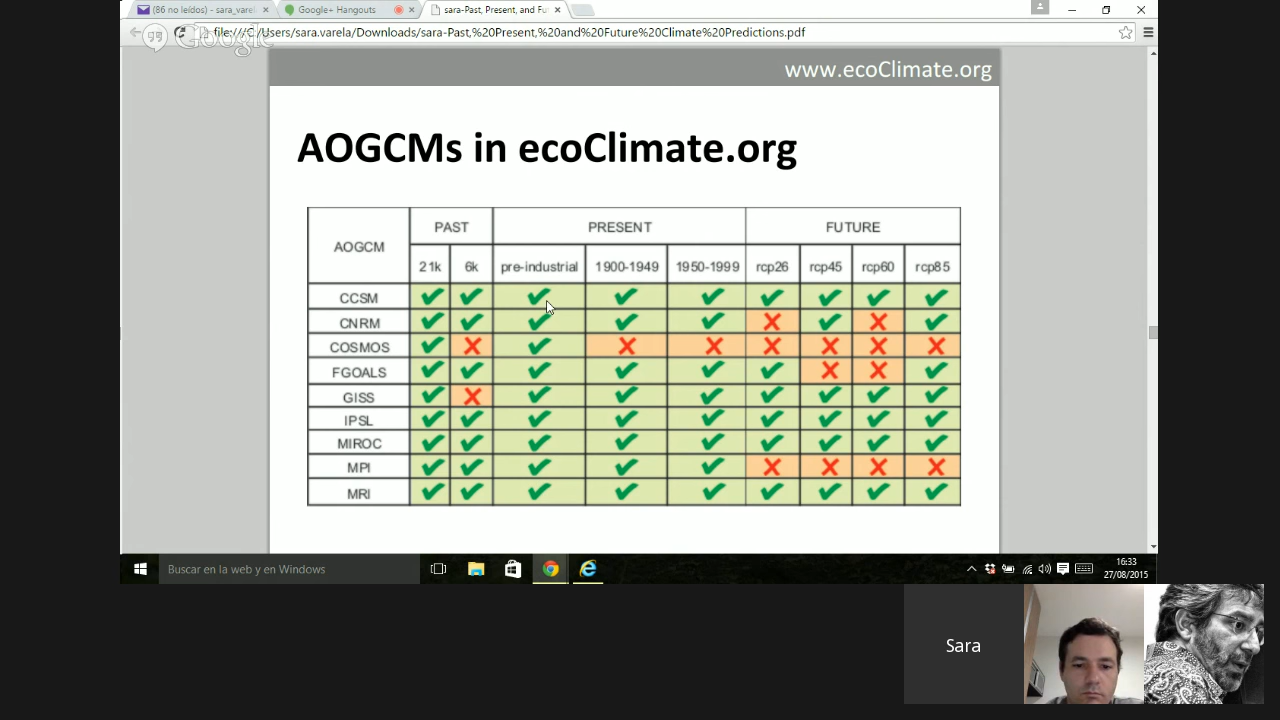 (86 no leídos) - sara_varel
Google+ Hangouts
sara-Past, Present, and Fu
Google
file:///C:/Users/sara.varela/Downloads/sara-Past,%20Present,%20and%20Future%20Climate%20Predictions.pdf
www.ecoClimate.org
AOGCMs in ecoClimate.org
AOGCM PAST PRESENT FUTURE
21k 6k pre-industrial 1900-1949 1950-1999 rcp26 rcp45 rcp60 rcp85
CCSM ✔ ✔ ✔ ✔ ✔ ✔ ✔ ✔ ✔
CNRM ✔ ✔ ✔ ✔ ✔ ✘ ✔ ✘ ✔
COSMOS ✔ ✘ ✔ ✘ ✘ ✘ ✘ ✘ ✘
FGOALS ✔ ✔ ✔ ✔ ✔ ✔ ✘ ✘ ✔
GISS ✔ ✘ ✔ ✔ ✔ ✔ ✔ ✔ ✔
IPSL ✔ ✔ ✔ ✔ ✔ ✔ ✔ ✔ ✔
MIROC ✔ ✔ ✔ ✔ ✔ ✔ ✔ ✔ ✔
MPI ✔ ✔ ✔ ✔ ✔ ✘ ✘ ✘ ✘
MRI ✔ ✔ ✔ ✔ ✔ ✔ ✔ ✔ ✔
Buscar en la web y en Windows
16:33
27/08/2015
Sara